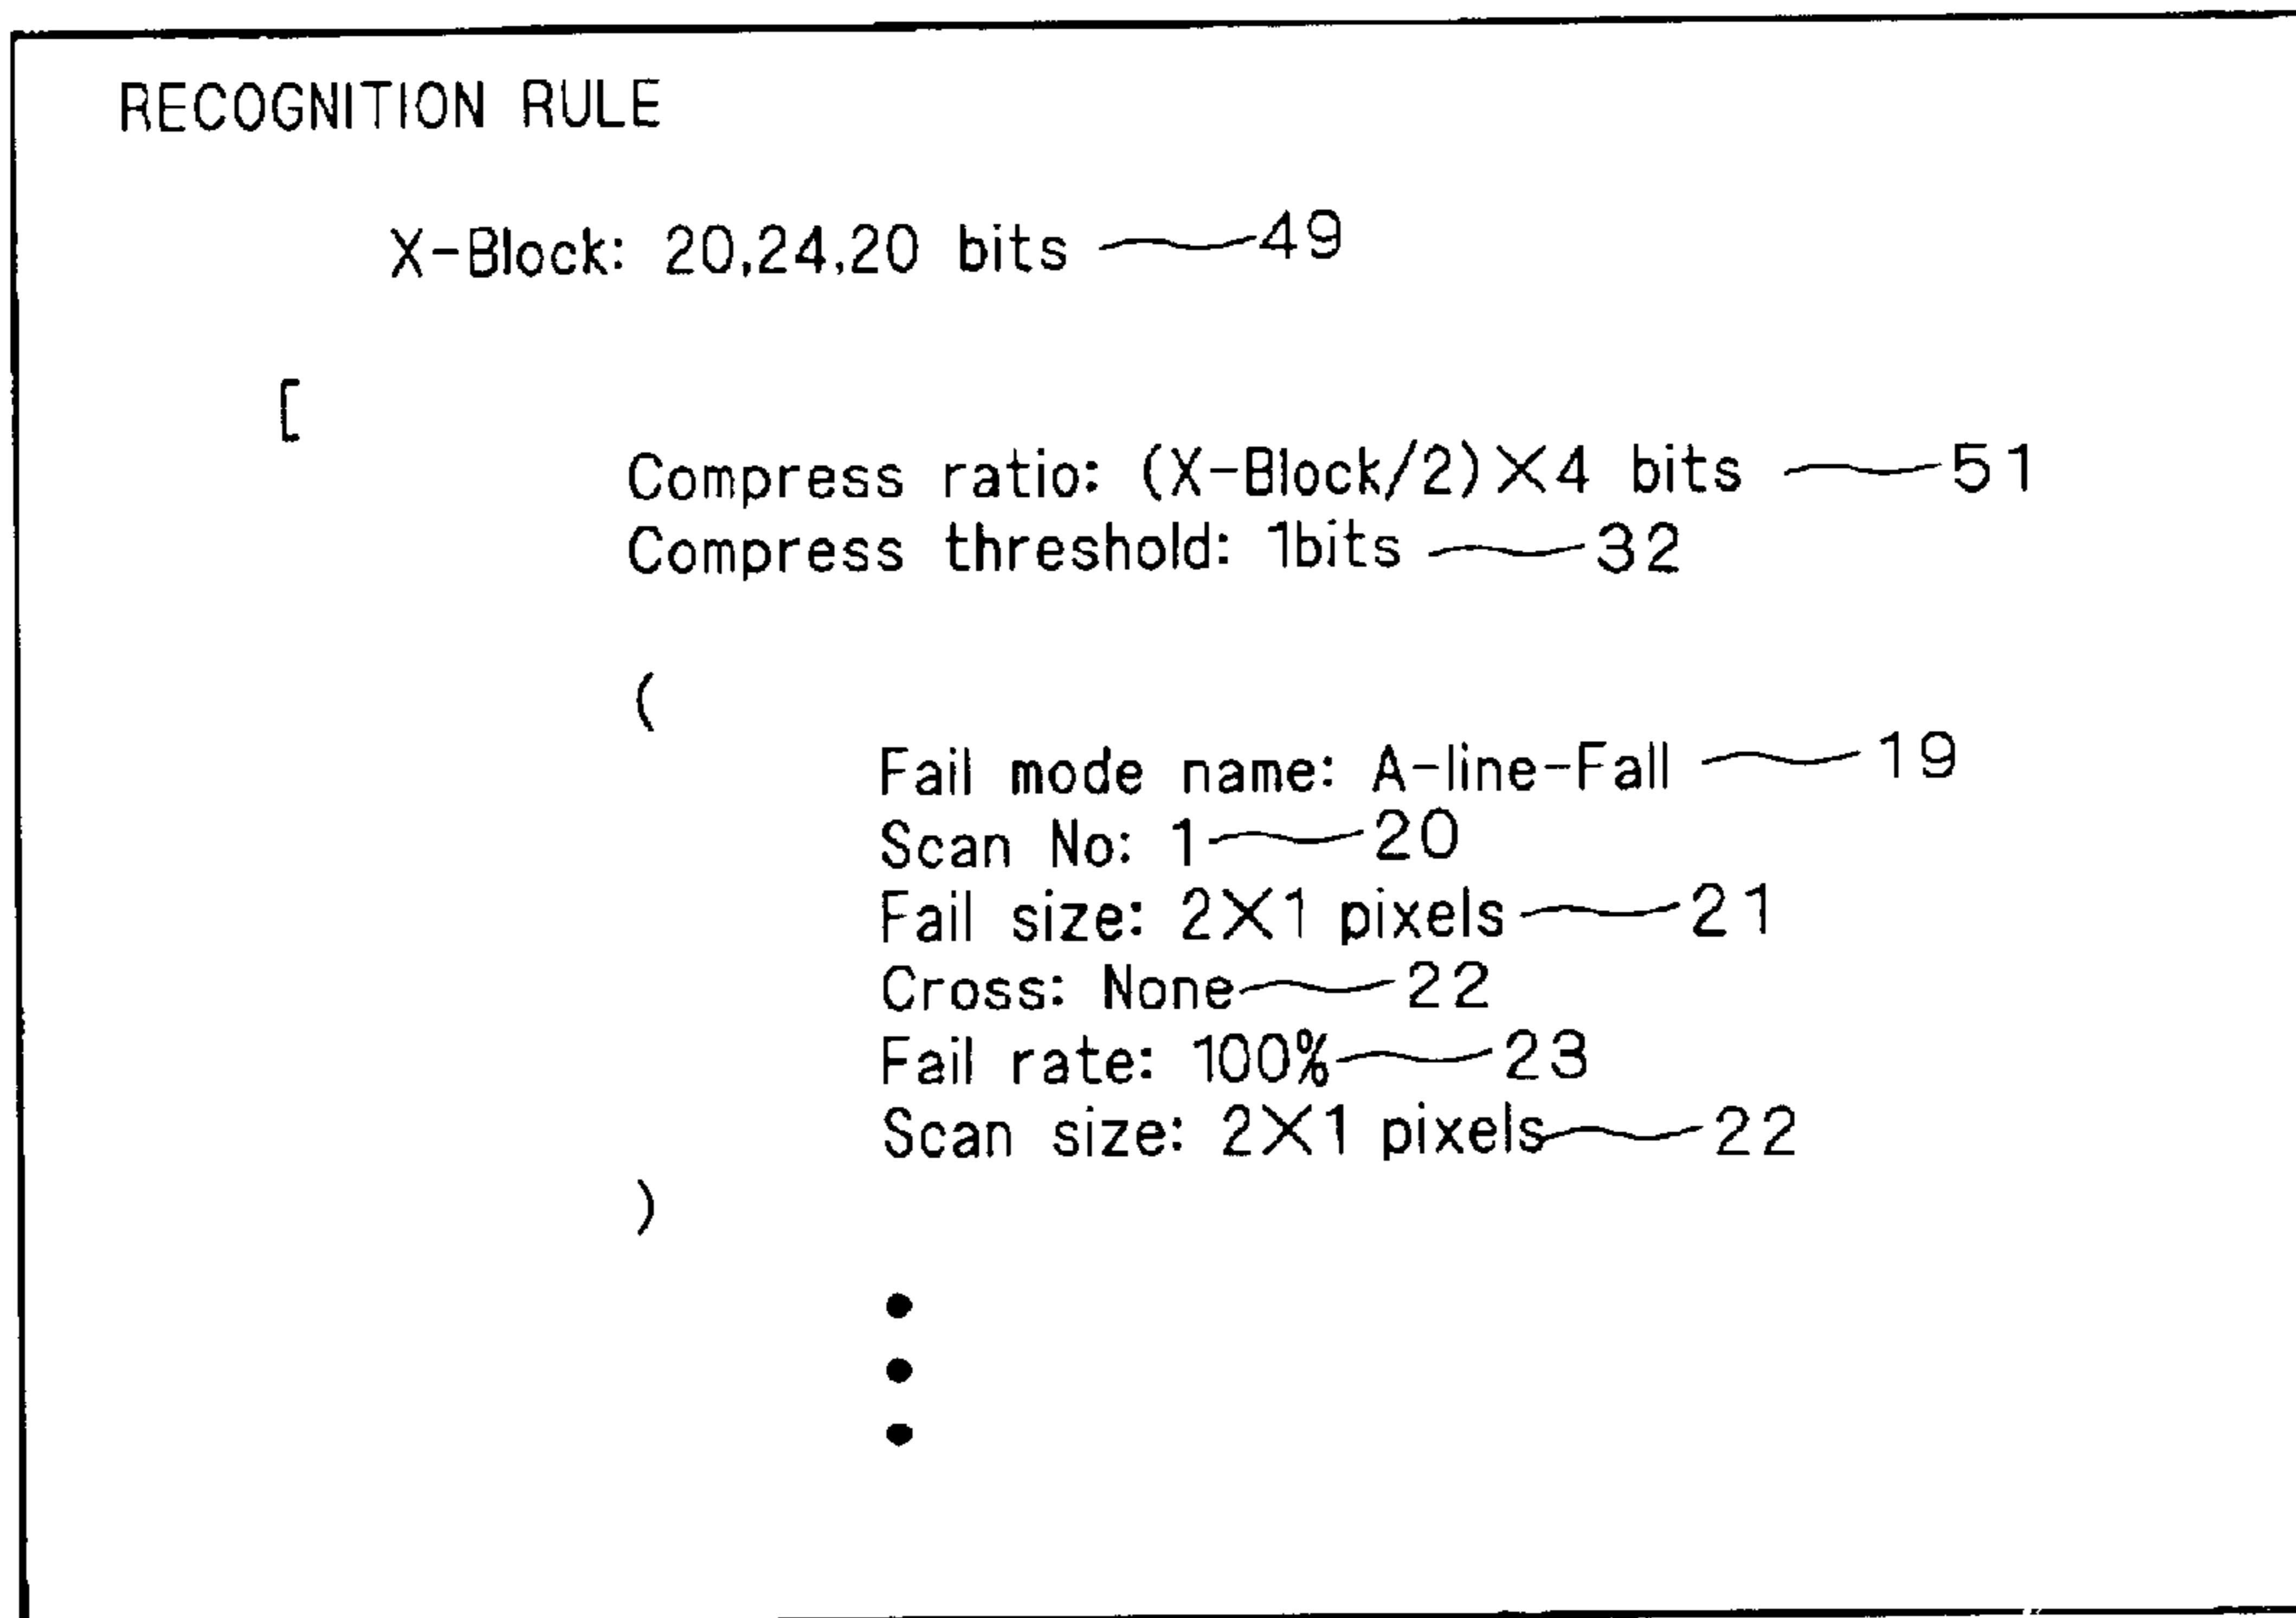 RECOGNITION RULE
X-Block: 20,24,20 bits 49
[
Compress ratio: (X-Block/2)×4 bits 51
Compress threshold: 1bits 32
(
Fail mode name: A-line-Fall 19
Scan No: 1 20
Fail size: 2×1 pixels 21
Cross: None 22
Fail rate: 100% 23
Scan size: 2×1 pixels 22
)
•
•
•